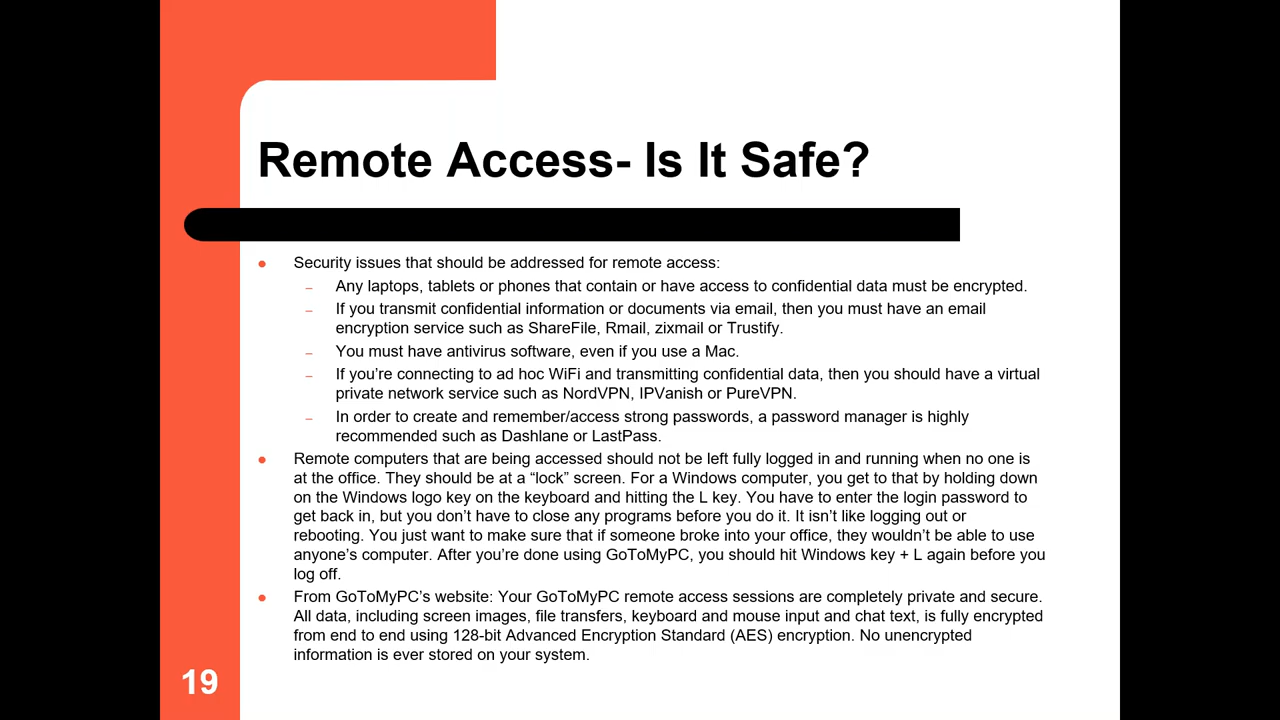 Remote Access- Is It Safe?
Security issues that should be addressed for remote access:
Any laptops, tablets or phones that contain or have access to confidential data must be encrypted.
If you transmit confidential information or documents via email, then you must have an email
encryption service such as ShareFile, Rmail, zixmail or Trustify.
You must have antivirus software, even if you use a Mac.
If you’re connecting to ad hoc WiFi and transmitting confidential data, then you should have a virtual
private network service such as NordVPN, IPVanish or PureVPN.
In order to create and remember/access strong passwords, a password manager is highly
recommended such as Dashlane or LastPass.
Remote computers that are being accessed should not be left fully logged in and running when no one is
at the office. They should be at a “lock” screen. For a Windows computer, you get to that by holding down
on the Windows logo key on the keyboard and hitting the L key. You have to enter the login password to
get back in, but you don’t have to close any programs before you do it. It isn’t like logging out or
rebooting. You just want to make sure that if someone broke into your office, they wouldn’t be able to use
anyone’s computer. After you’re done using GoToMyPC, you should hit Windows key + L again before you
log off.
From GoToMyPC’s website: Your GoToMyPC remote access sessions are completely private and secure.
All data, including screen images, file transfers, keyboard and mouse input and chat text, is fully encrypted
from end to end using 128-bit Advanced Encryption Standard (AES) encryption. No unencrypted
information is ever stored on your system.
19